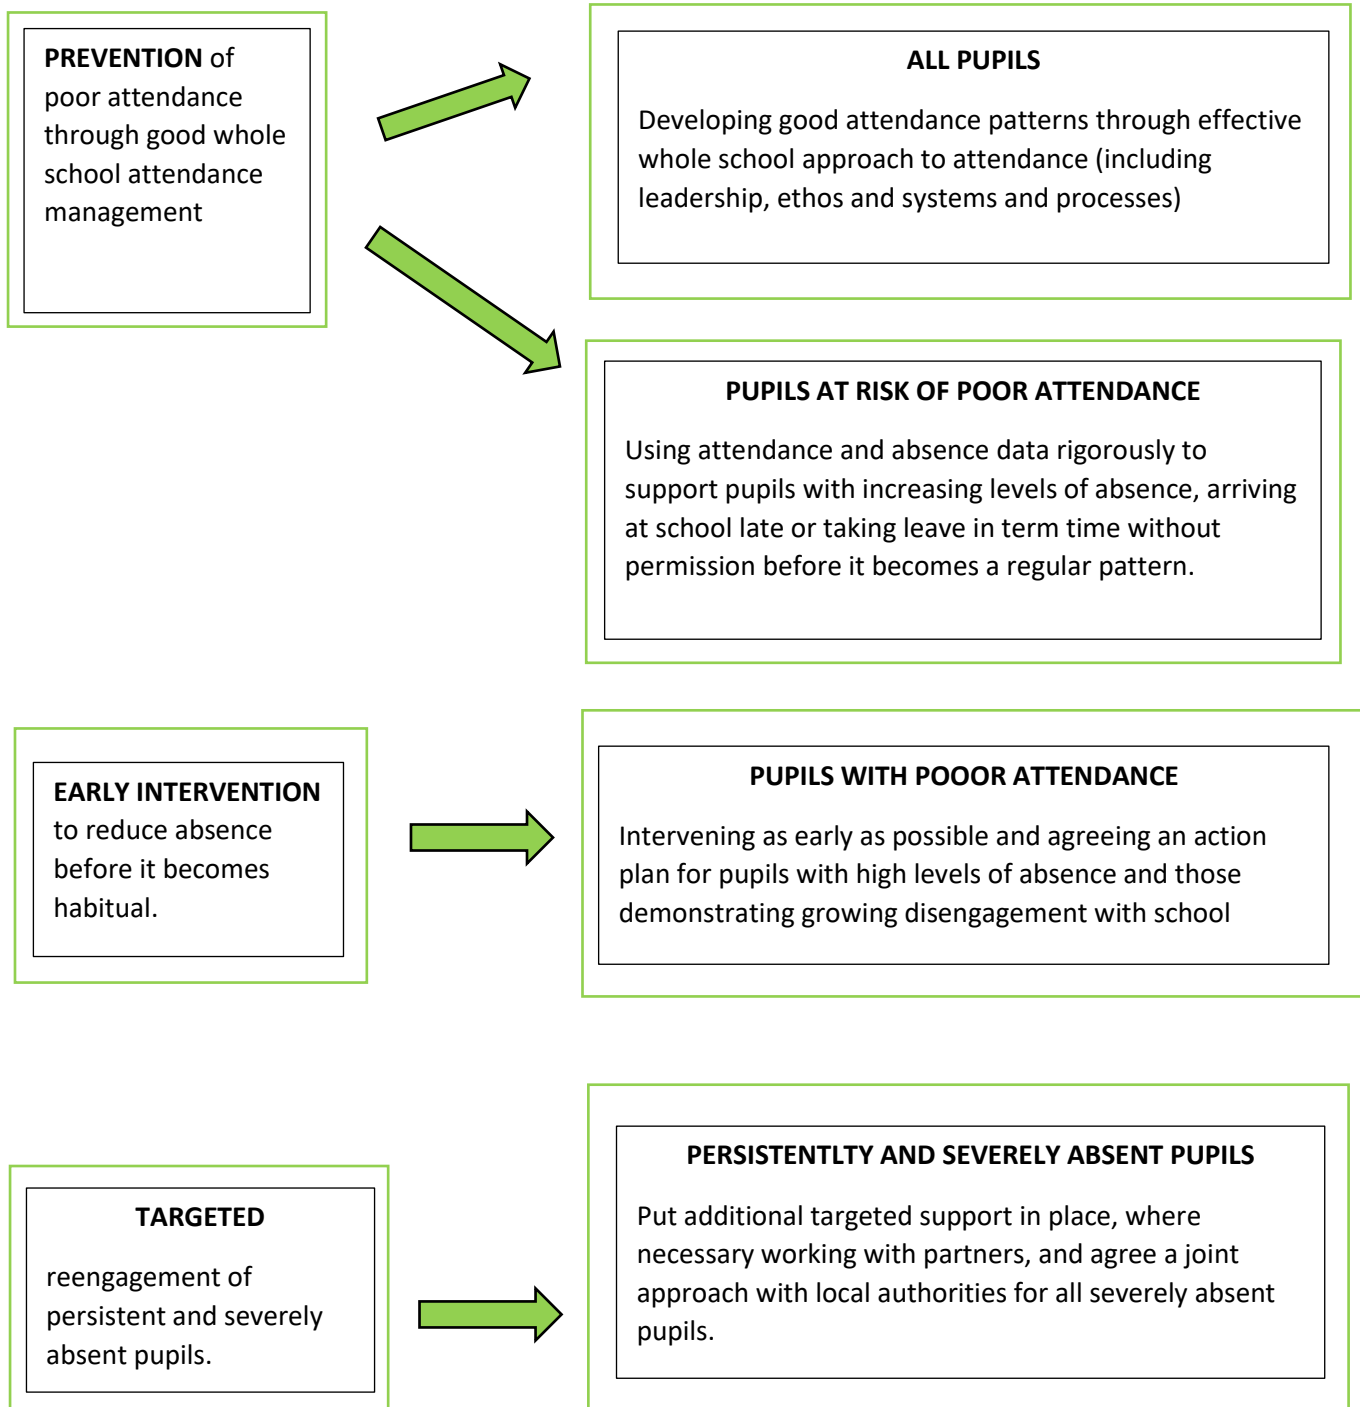 PREVENTION of
poor attendance
through good whole
school attendance
management
ALL PUPILS
Developing good attendance patterns through effective
whole school approach to attendance (including
leadership, ethos and systems and processes)
PUPILS AT RISK OF POOR ATTENDANCE
Using attendance and absence data rigorously to
support pupils with increasing levels of absence, arriving
at school late or taking leave in term time without
permission before it becomes a regular pattern.
EARLY INTERVENTION
to reduce absence
before it becomes
habitual.
PUPILS WITH POOOR ATTENDANCE
Intervening as early as possible and agreeing an action
plan for pupils with high levels of absence and those
demonstrating growing disengagement with school
TARGETED
reengagement of
persistent and severely
absent pupils.
PERSISTENTLTY AND SEVERELY ABSENT PUPILS
Put additional targeted support in place, where
necessary working with partners, and agree a joint
approach with local authorities for all severely absent
pupils.